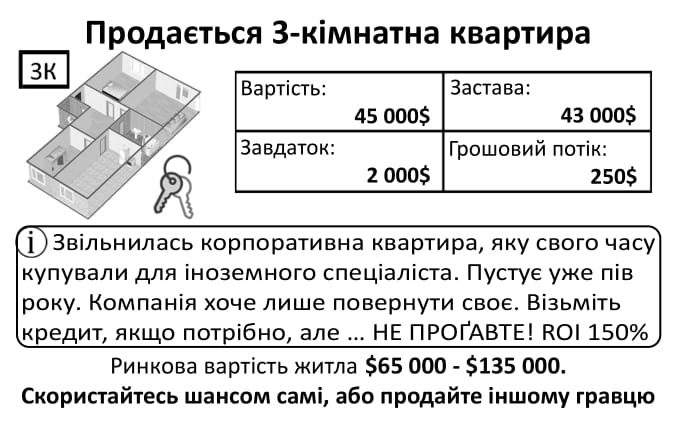 Продається 3-кімнатна квартира
3К
Вартість:
45 000$
Застава:
43 000$
Завдаток:
2 000$
Грошовий потік:
250$
i Звільнилась корпоративна квартира, яку свого часу
купували для іноземного спеціаліста. Пустує уже пів
року. Компанія хоче лише повернути своє. Візьміть
кредит, якщо потрібно, але ... НЕ ПРОҐАВТЕ! ROI 150%
Ринкова вартість житла $65 000 - $135 000.
Скористайтесь шансом самі, або продайте іншому гравцю